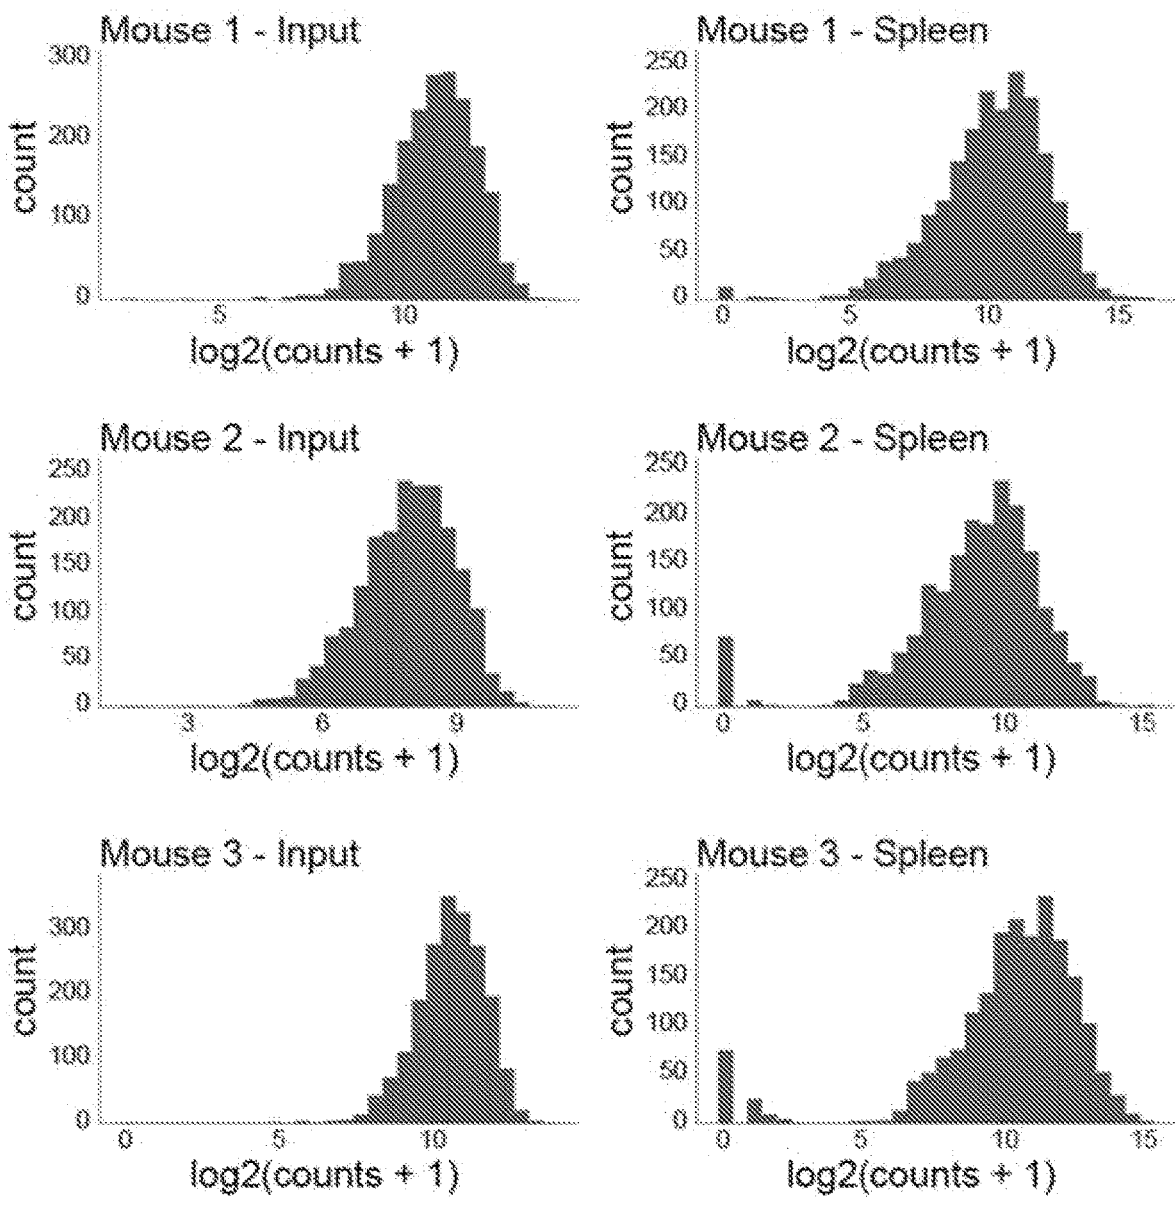 Mouse 1 - Input
300
200
100
0
count
5 10
log2(counts + 1)
Mouse 1 - Spleen
250
200
150
100
50
0
count
0 5 10 15
log2(counts + 1)
Mouse 2 - Input
250
200
150
100
50
0
count
3 6 9
log2(counts + 1)
Mouse 2 - Spleen
250
200
150
100
50
0
count
0 5 10 15
log2(counts + 1)
Mouse 3 - Input
300
200
100
0
count
0 5 10
log2(counts + 1)
Mouse 3 - Spleen
250
200
150
100
50
0
count
0 5 10 15
log2(counts + 1)